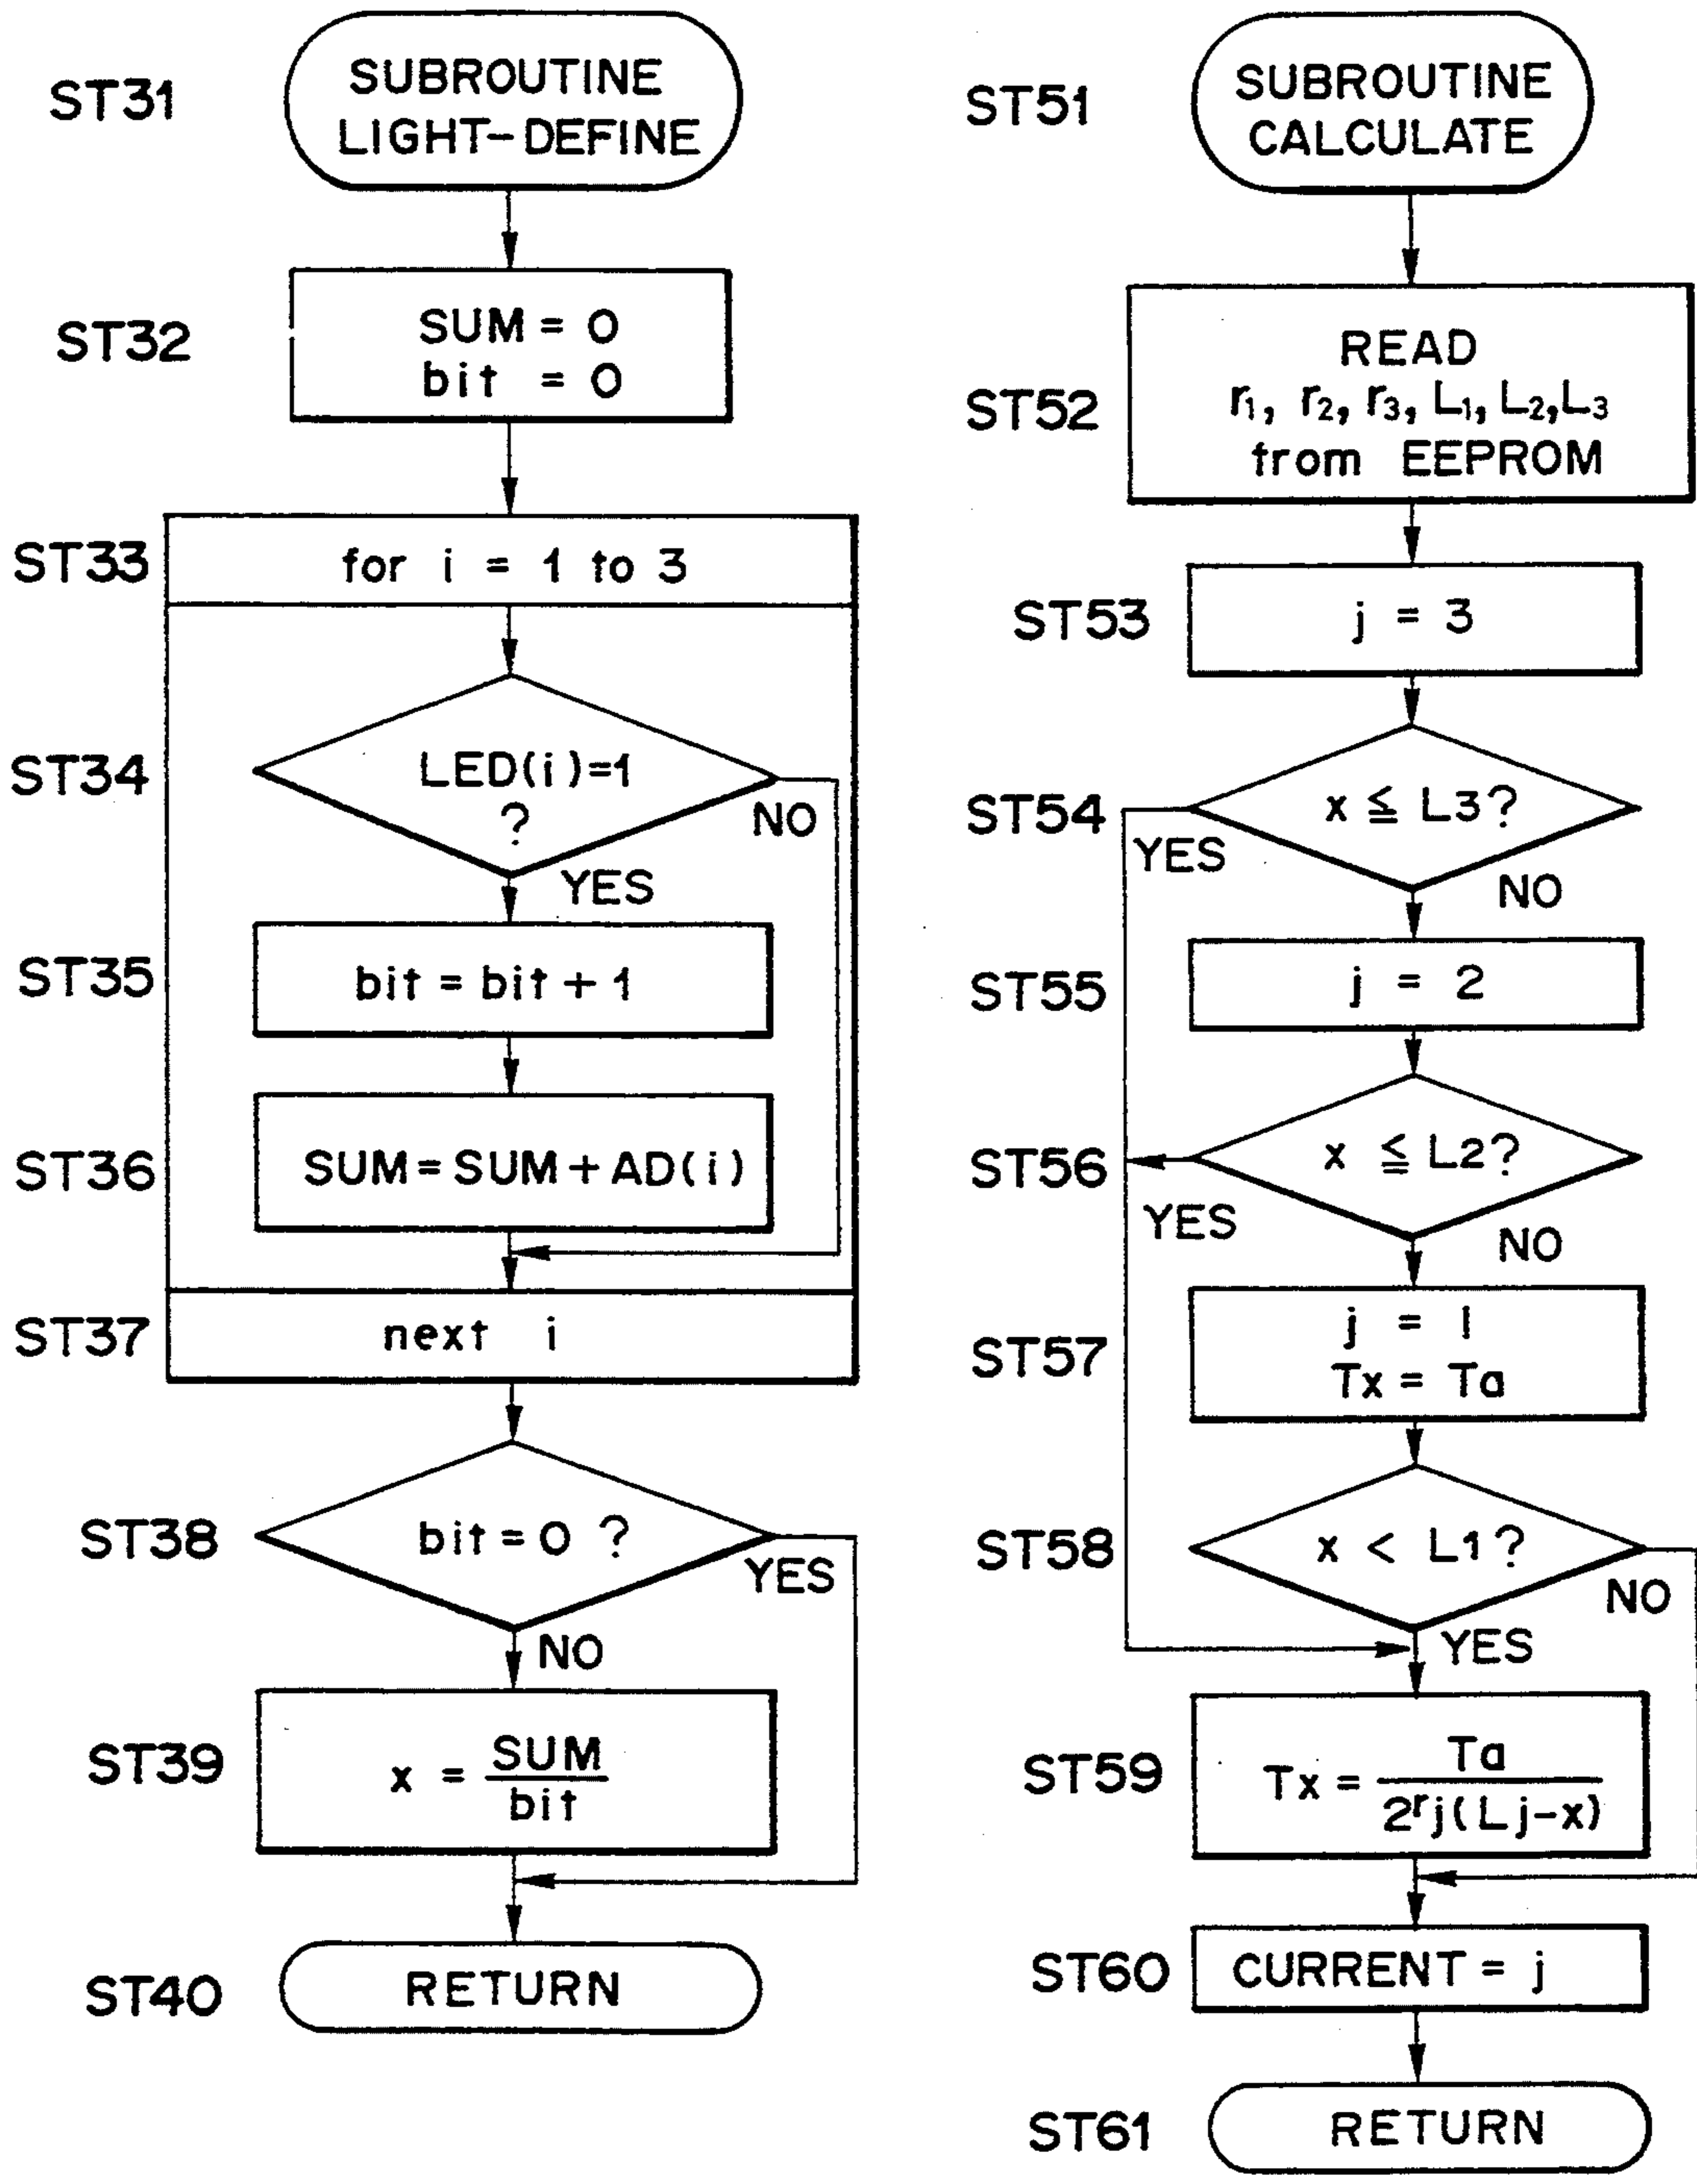 ST31
SUBROUTINE
LIGHT-DEFINE
ST32
SUM = 0
bit = 0
ST33
for i = 1 to 3
ST34
LED(i)=1
?
NO
YES
ST35
bit = bit + 1
ST36
SUM = SUM + AD(i)
ST37
next i
ST38
bit = 0 ?
YES
NO
ST39
x = SUM
bit
ST40
RETURN
ST51
SUBROUTINE
CALCULATE
ST52
READ
r1, r2, r3, L1, L2, L3
from EEPROM
ST53
j = 3
ST54
x ≦ L3?
YES
NO
ST55
j = 2
ST56
x ≦ L2?
YES
NO
ST57
j = 1
Tx = Ta
ST58
x < L1?
NO
YES
ST59
Tx = Ta
2rj(Lj-x)
ST60
CURRENT = j
ST61
RETURN